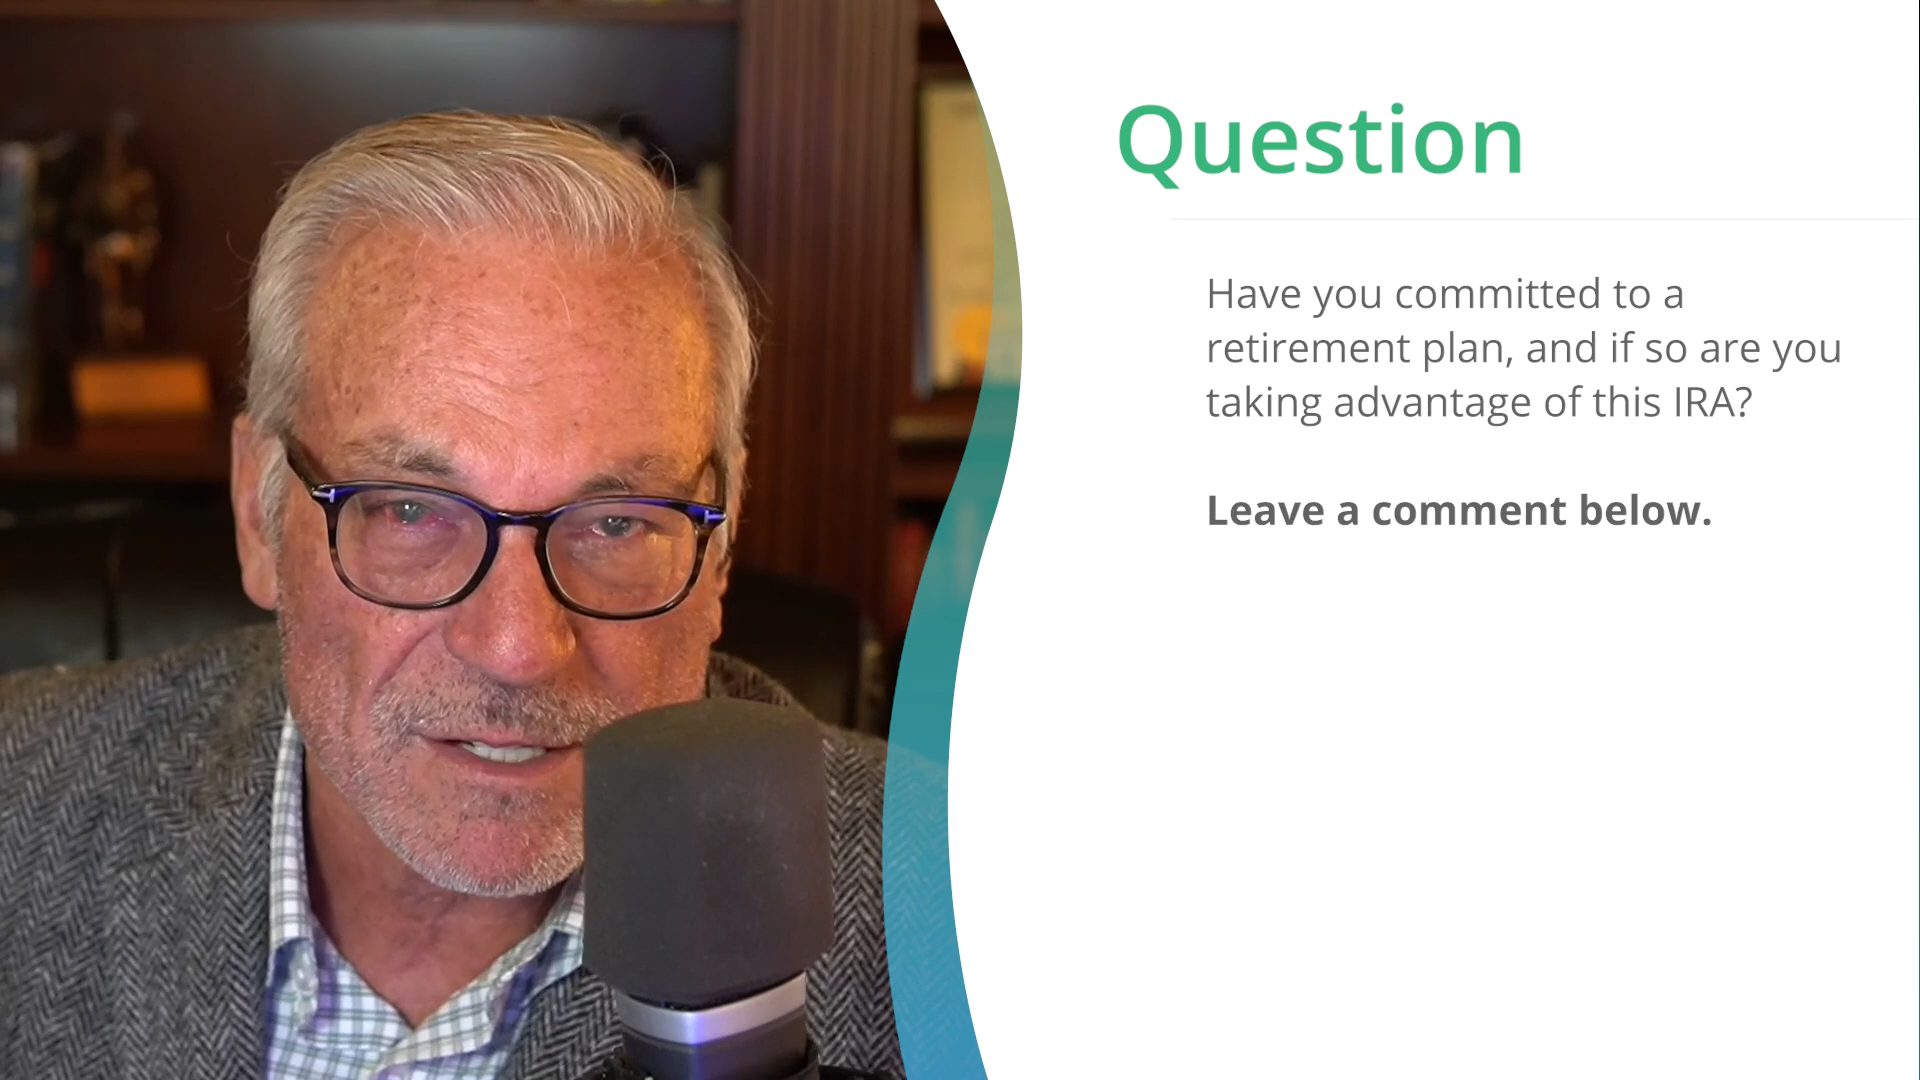 Question
Have you committed to a
retirement plan, and if so are you
taking advantage of this IRA?
Leave a comment below.